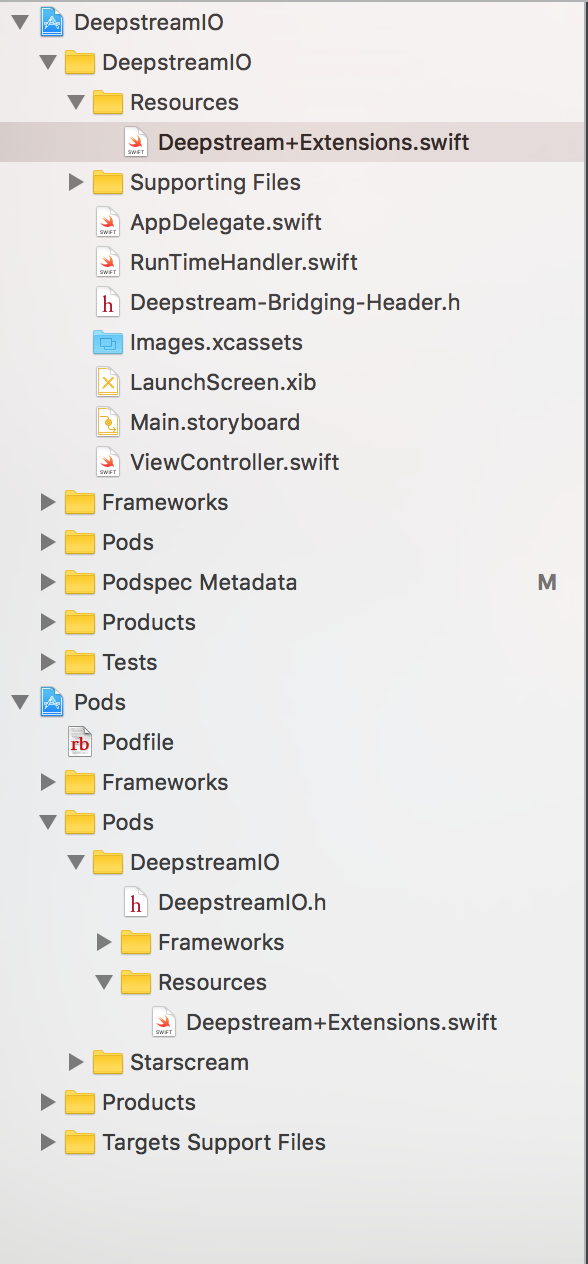 DeepstreamIO
DeepstreamIO
Resources
SWIFT Deepstream+Extensions.swift
Supporting Files
SWIFT AppDelegate.swift
SWIFT RunTimeHandler.swift
h Deepstream-Bridging-Header.h
Images.xcassets
LaunchScreen.xib
Main.storyboard
SWIFT ViewController.swift
Frameworks
Pods
Podspec Metadata M
Products
Tests
Pods
rb Podfile
Frameworks
Pods
DeepstreamIO
h DeepstreamIO.h
Frameworks
Resources
SWIFT Deepstream+Extensions.swift
Starscream
Products
Targets Support Files